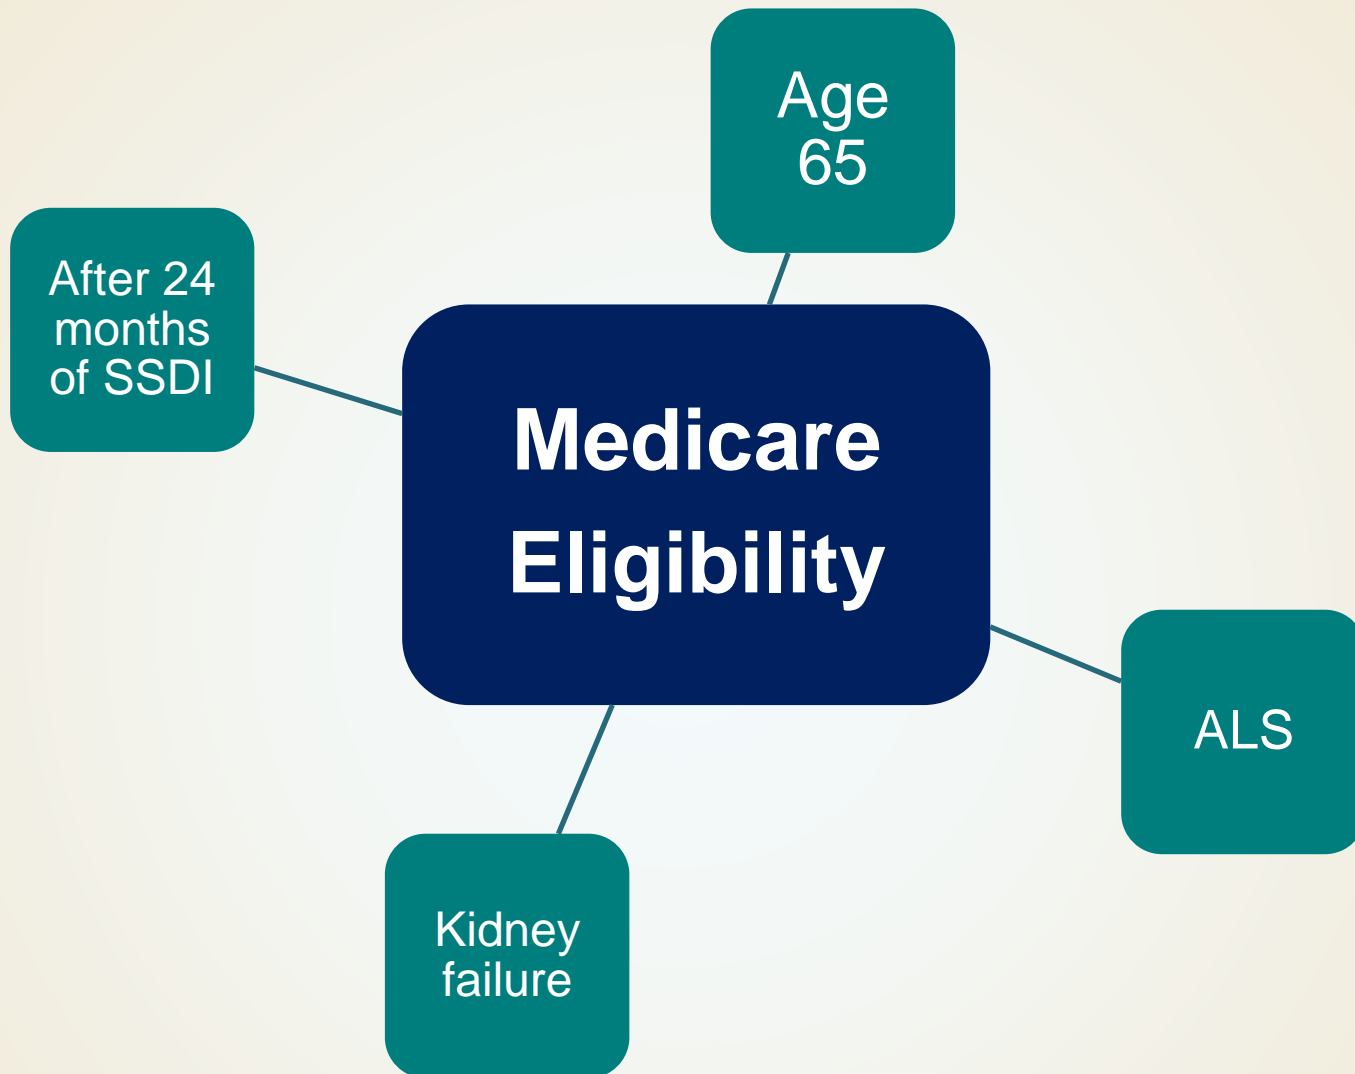 Age
65
After 24
months
of SSDI
Medicare
Eligibility
ALS
Kidney
failure